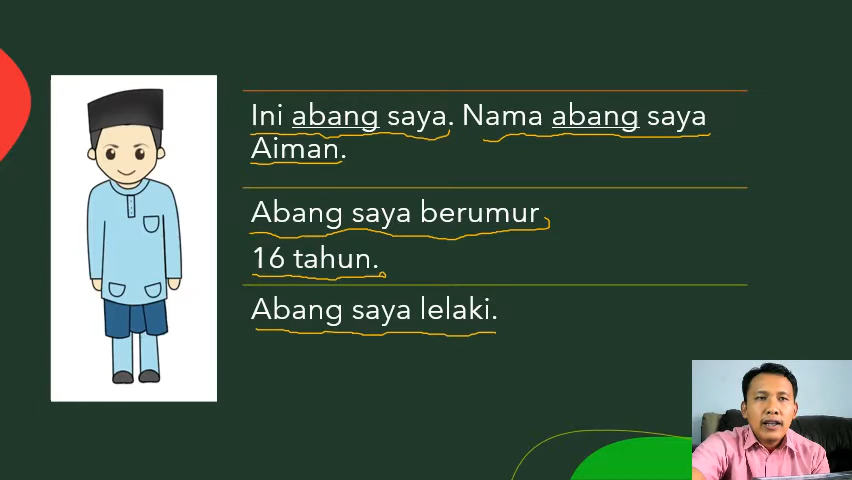 Ini abang saya. Nama abang saya
Aiman.
Abang saya berumur
16 tahun.
Abang saya lelaki.